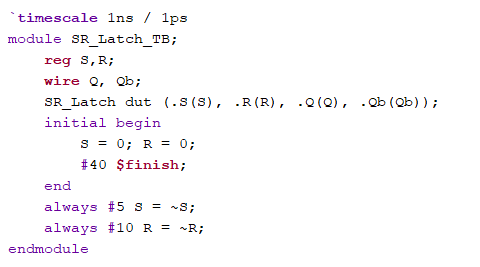 `timescale 1ns / 1ps
module SR_Latch_TB;
    reg S,R;
    wire Q, Qb;
    SR_Latch dut (.S(S), .R(R), .Q(Q), .Qb(Qb));
    initial begin
        S = 0; R = 0;
        #40 $finish;
    end
    always #5 S = ~S;
    always #10 R = ~R;
endmodule